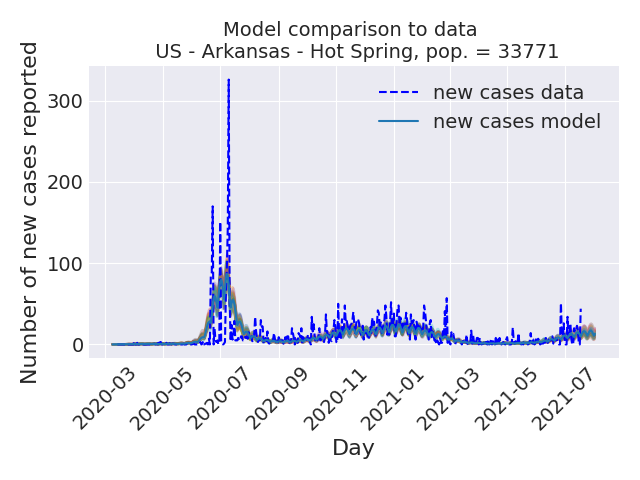 Model comparison to data
US - Arkansas - Hot Spring, pop. = 33771
Number of new cases reported
300
200
100
0
new cases data
new cases model
2020-03
2020-05
2020-07
2020-09
2020-11
2021-01
2021-03
2021-05
2021-07
Day